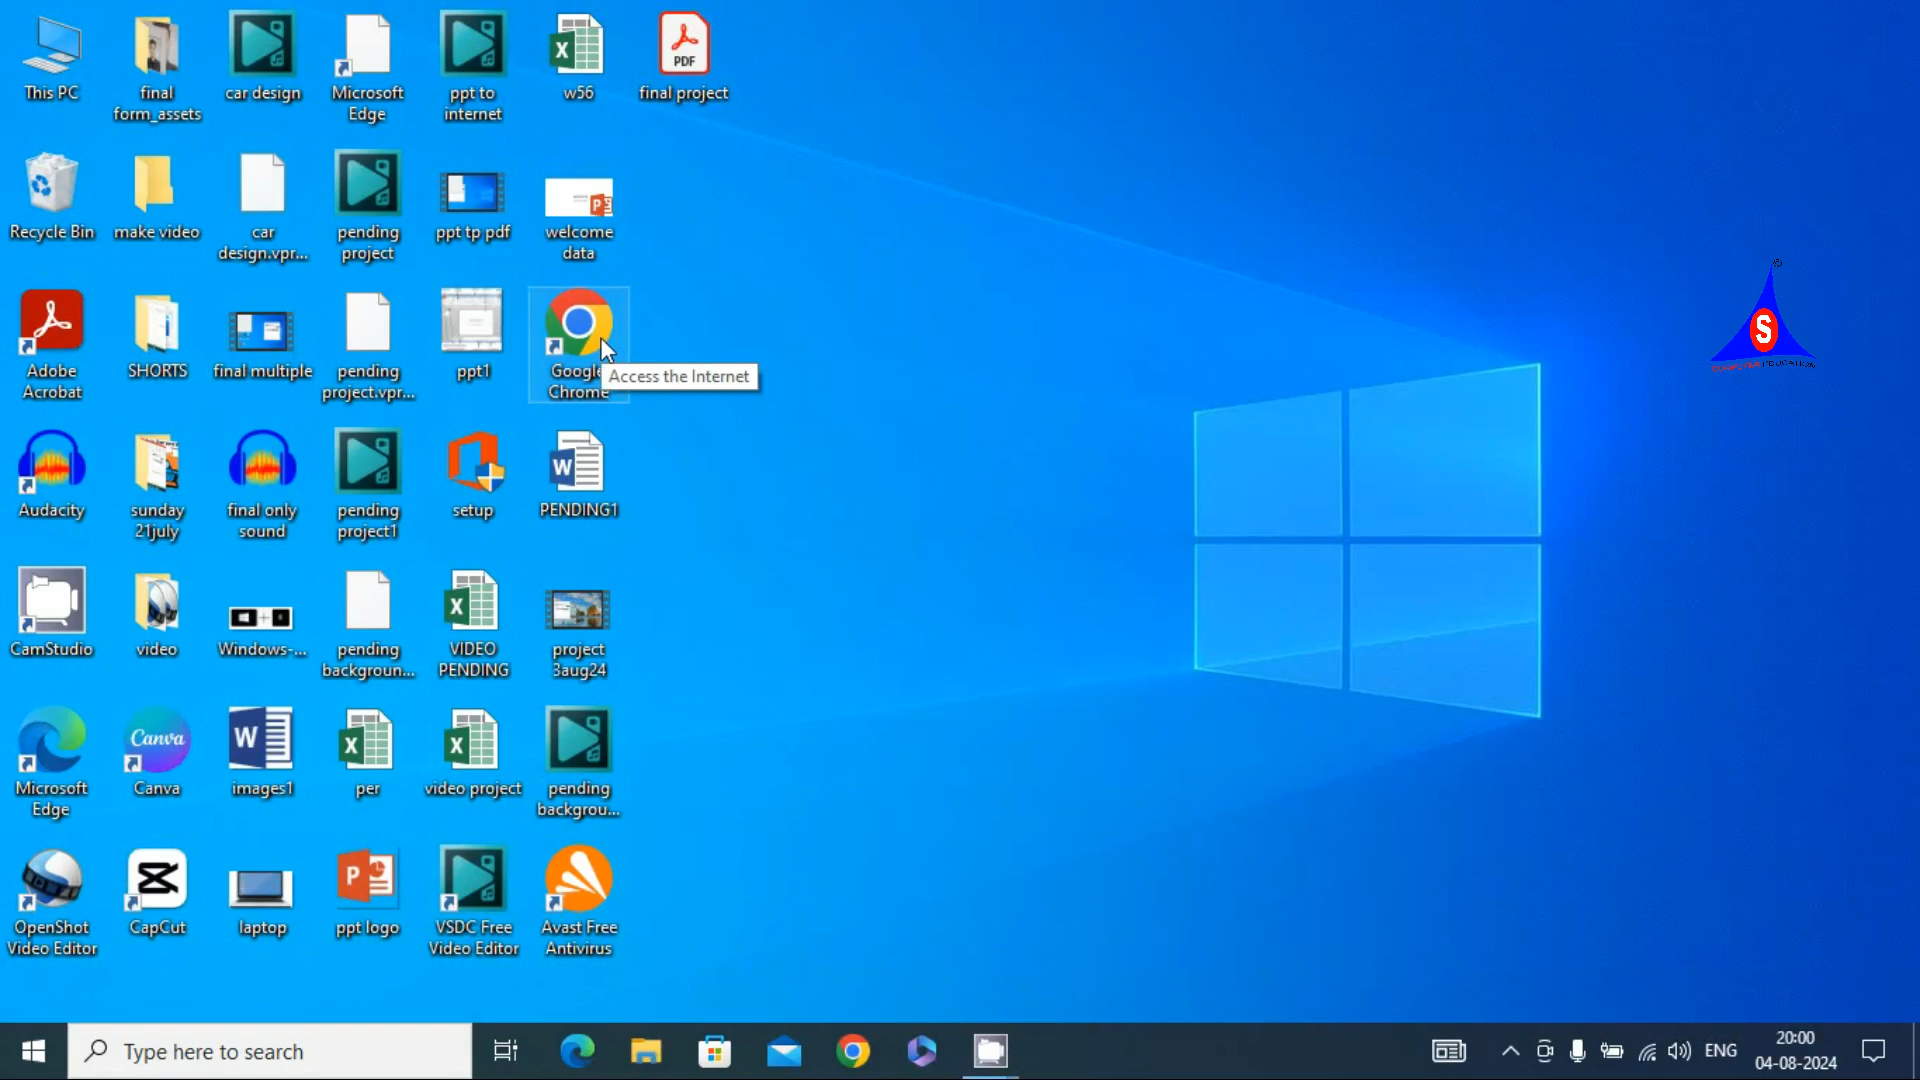 This PC
final
form_assets
car design
Microsoft
Edge
ppt to
internet
X
w56
PDF
final project
Recycle Bin
make video
car
design.vpr...
pending
project
ppt tp pdf
P
welcome
data
Adobe
Acrobat
SHORTS
final multiple
pending
project.vpr...
ppt1
Google
Chrome
Access the Internet
S
COMPUTER EDUCATION
Audacity
sunday
21july
final only
sound
pending
project1
setup
W
PENDING1
CamStudio
video
Windows-...
pending
backgroun...
X
VIDEO
PENDING
project
3aug24
Microsoft
Edge
Canva
Canva
W
images1
X
per
X
video project
pending
backgrou...
OpenShot
Video Editor
CapCut
laptop
P
ppt logo
VSDC Free
Video Editor
Avast Free
Antivirus
Type here to search
ENG
20:00
04-08-2024